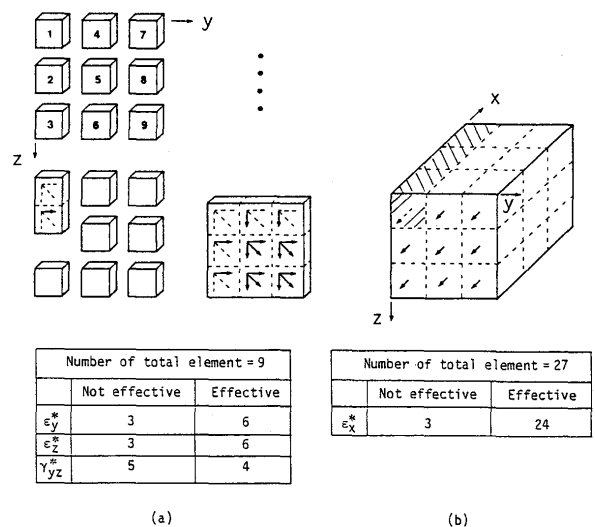 1 4 7 y
2 5 8
3 6 9
z
x
y
z
Number of total element = 9
Not effective Effective
ε*y 3 6
ε*z 3 6
γ*yz 5 4
Number of total element = 27
Not effective Effective
ε*x 3 24
(a)
(b)